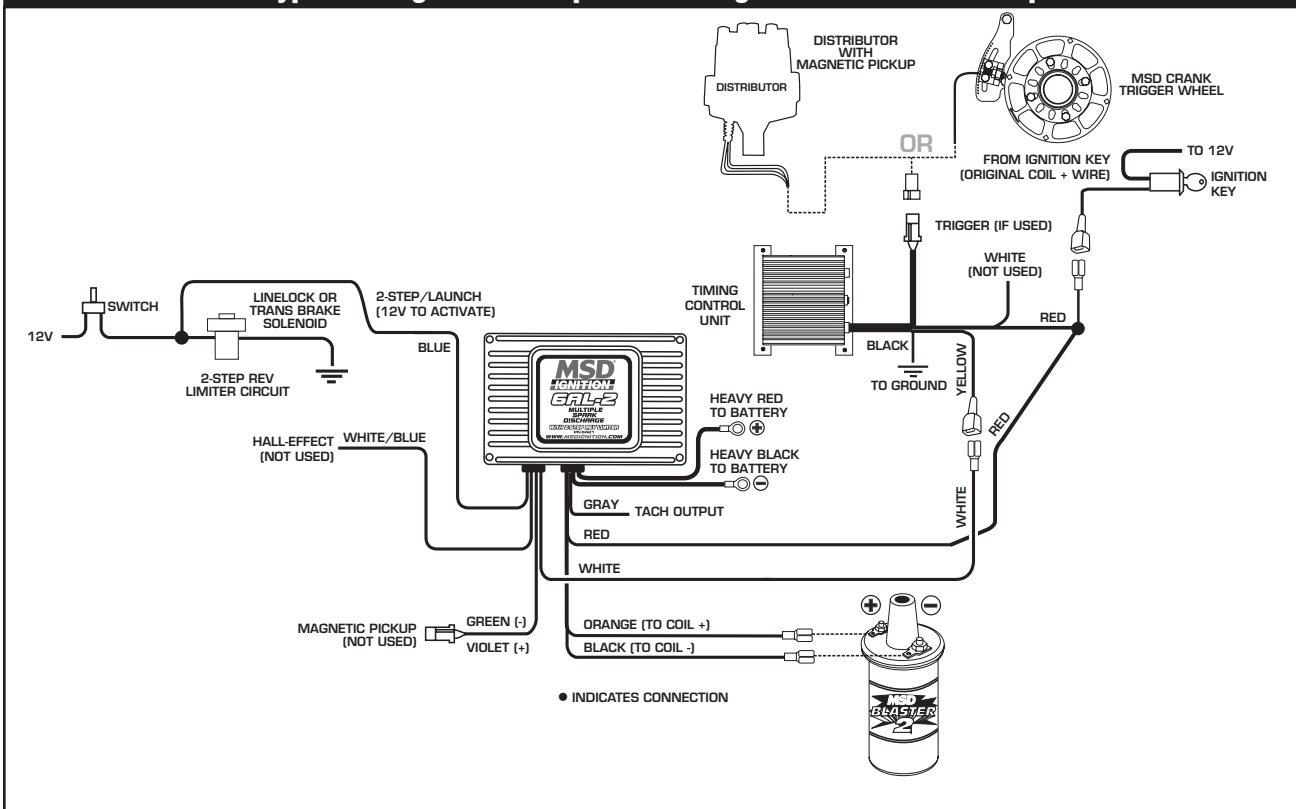 DISTRIBUTOR
WITH
MAGNETIC PICKUP
DISTRIBUTOR
MSD CRANK
TRIGGER WHEEL
OR
FROM IGNITION KEY
(ORIGINAL COIL + WIRE)
TO 12V
IGNITION
KEY
TRIGGER (IF USED)
WHITE
(NOT USED)
TIMING
CONTROL
UNIT
RED
BLACK
TO GROUND
YELLOW
RED
WHITE
SWITCH
12V
LINELOCK OR
TRANS BRAKE
SOLENOID
2-STEP/LAUNCH
(12V TO ACTIVATE)
BLUE
2-STEP REV
LIMITER CIRCUIT
MSD
IGNITION
6AL-2
MULTIPLE
SPARK
DISCHARGE
WITH 2-STEP REV LIMITER
WWW.MSDIGNITION.COM
HEAVY RED
TO BATTERY
+
HEAVY BLACK
TO BATTERY
-
HALL-EFFECT
(NOT USED)
WHITE/BLUE
GRAY
TACH OUTPUT
RED
WHITE
MAGNETIC PICKUP
(NOT USED)
GREEN (-)
VIOLET (+)
ORANGE (TO COIL +)
BLACK (TO COIL -)
+ -
MSD
BLASTER
2
● INDICATES CONNECTION